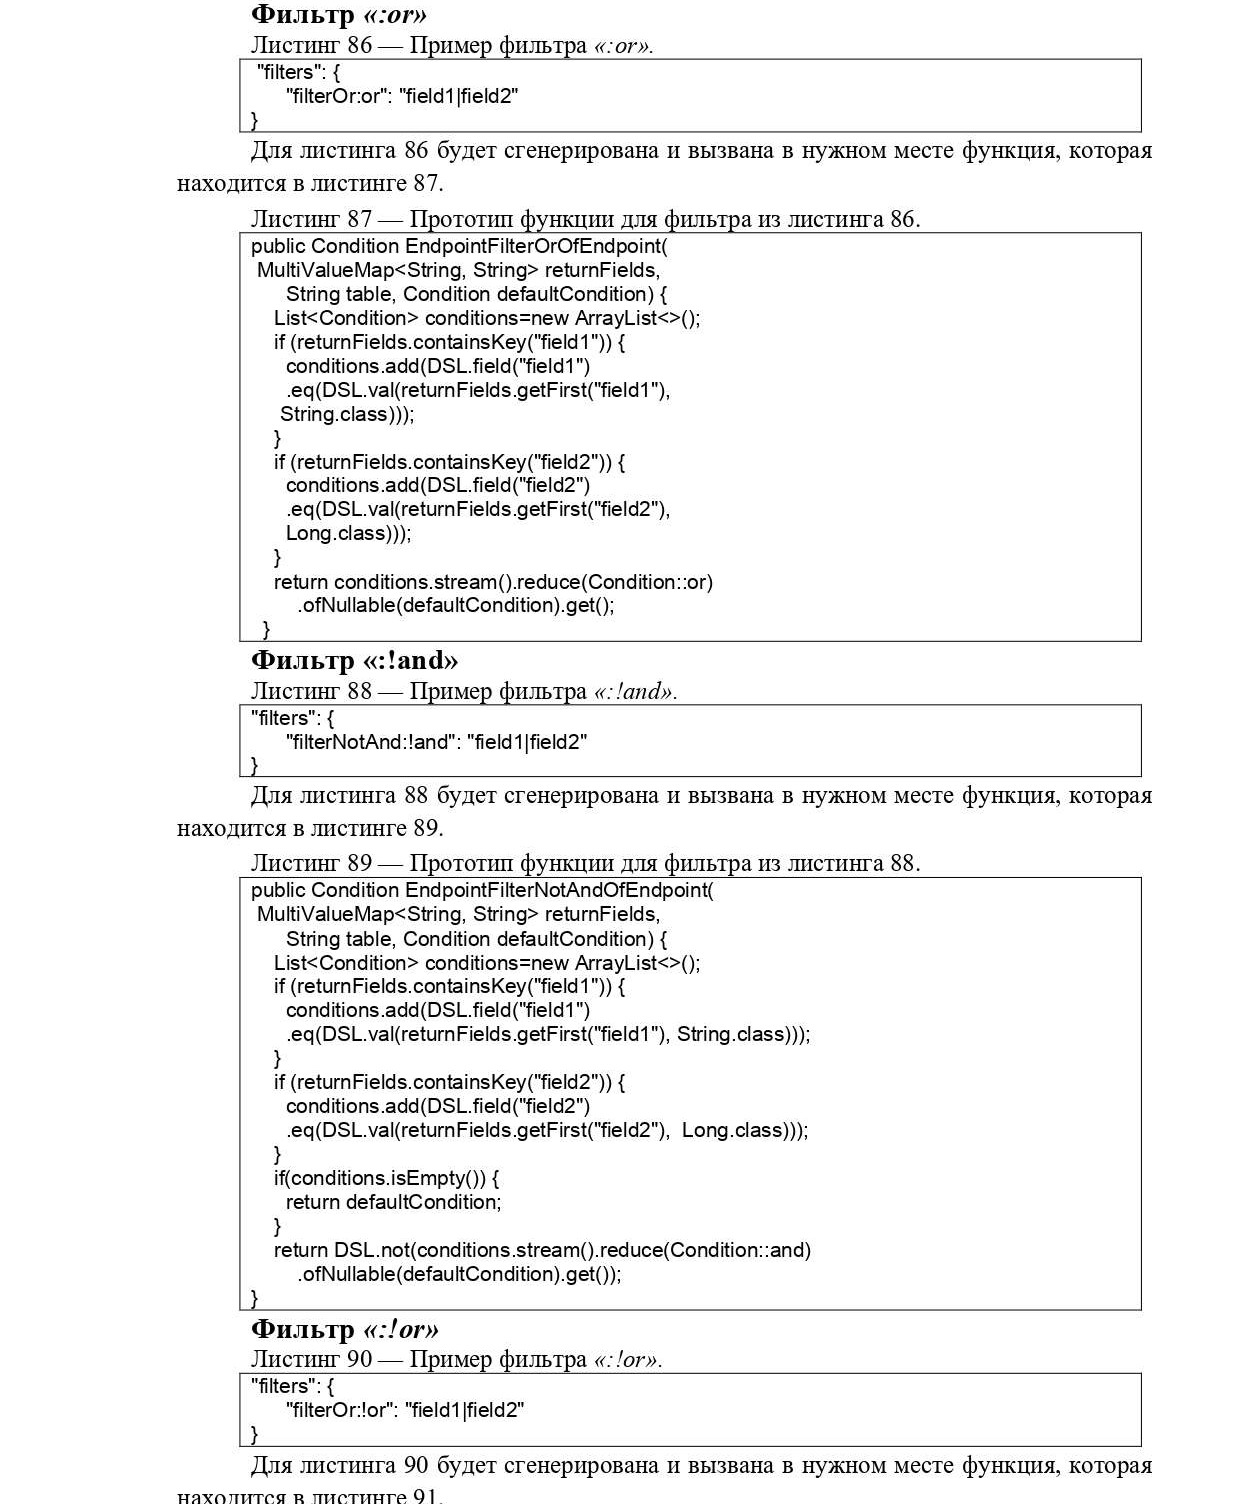 Фильтр «:or»
Листинг 86 — Пример фильтра «:or».
"filters": {
"filterOr:or": "field1|field2"
}
Для листинга 86 будет сгенерирована и вызвана в нужном месте функция, которая
находится в листинге 87.
Листинг 87 — Прототип функции для фильтра из листинга 86.
public Condition EndpointFilterOrOfEndpoint(
MultiValueMap<String, String> returnFields,
String table, Condition defaultCondition) {
List<Condition> conditions=new ArrayList<>();
if (returnFields.containsKey("field1")) {
conditions.add(DSL.field("field1")
.eq(DSL.val(returnFields.getFirst("field1"),
String.class)));
}
if (returnFields.containsKey("field2")) {
conditions.add(DSL.field("field2")
.eq(DSL.val(returnFields.getFirst("field2"),
Long.class)));
}
return conditions.stream().reduce(Condition::or)
.ofNullable(defaultCondition).get();
}
Фильтр «:!and»
Листинг 88 — Пример фильтра «:!and».
"filters": {
"filterNotAnd:!and": "field1|field2"
}
Для листинга 88 будет сгенерирована и вызвана в нужном месте функция, которая
находится в листинге 89.
Листинг 89 — Прототип функции для фильтра из листинга 88.
public Condition EndpointFilterNotAndOfEndpoint(
MultiValueMap<String, String> returnFields,
String table, Condition defaultCondition) {
List<Condition> conditions=new ArrayList<>();
if (returnFields.containsKey("field1")) {
conditions.add(DSL.field("field1")
.eq(DSL.val(returnFields.getFirst("field1"), String.class)));
}
if (returnFields.containsKey("field2")) {
conditions.add(DSL.field("field2")
.eq(DSL.val(returnFields.getFirst("field2"),  Long.class)));
}
if(conditions.isEmpty()) {
return defaultCondition;
}
return DSL.not(conditions.stream().reduce(Condition::and)
.ofNullable(defaultCondition).get());
}
Фильтр «:!or»
Листинг 90 — Пример фильтра «:!or».
"filters": {
"filterOr:!or": "field1|field2"
}
Для листинга 90 будет сгенерирована и вызвана в нужном месте функция, которая
находится в листинге 91.